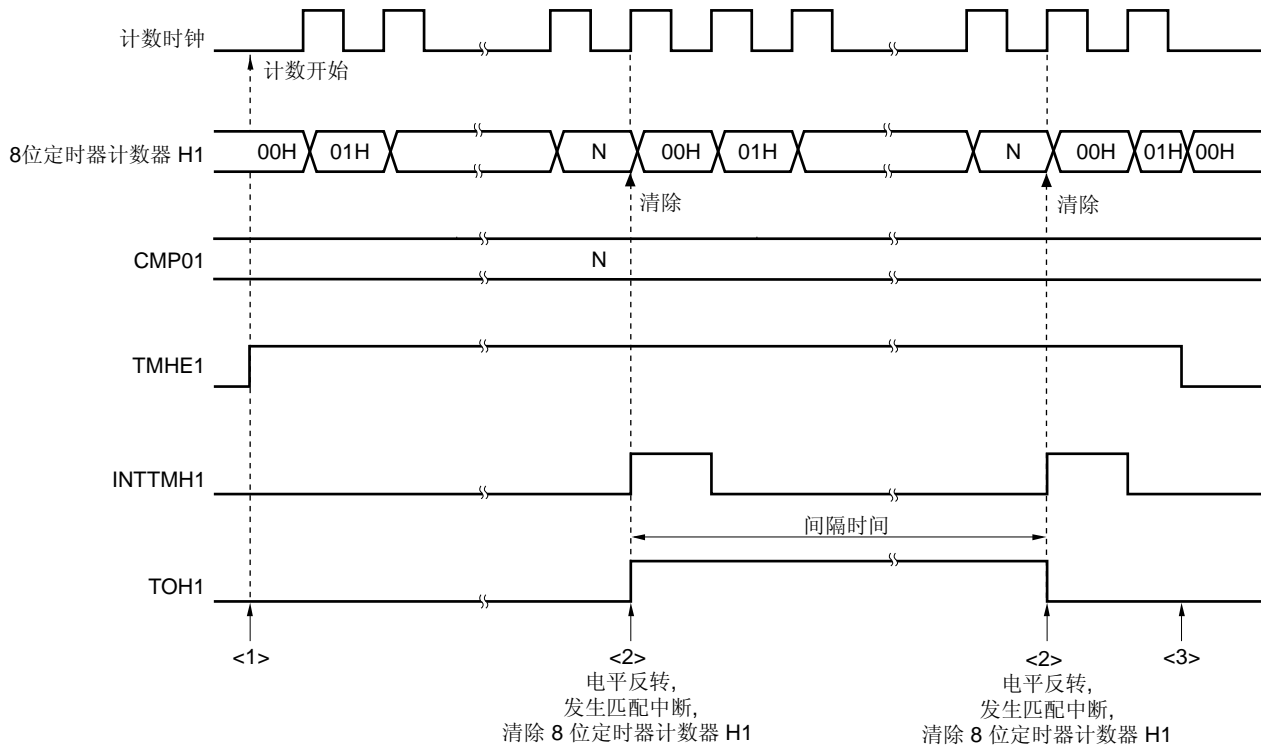 计数时钟
计数开始
8位定时器计数器 H1 00H 01H N 00H 01H N 00H 01H 00H
清除 清除
CMP01 N
TMHE1
INTTMH1
间隔时间
TOH1
<1> <2> <2> <3>
电平反转, 电平反转,
发生匹配中断, 发生匹配中断,
清除 8 位定时器计数器 H1 清除 8 位定时器计数器 H1